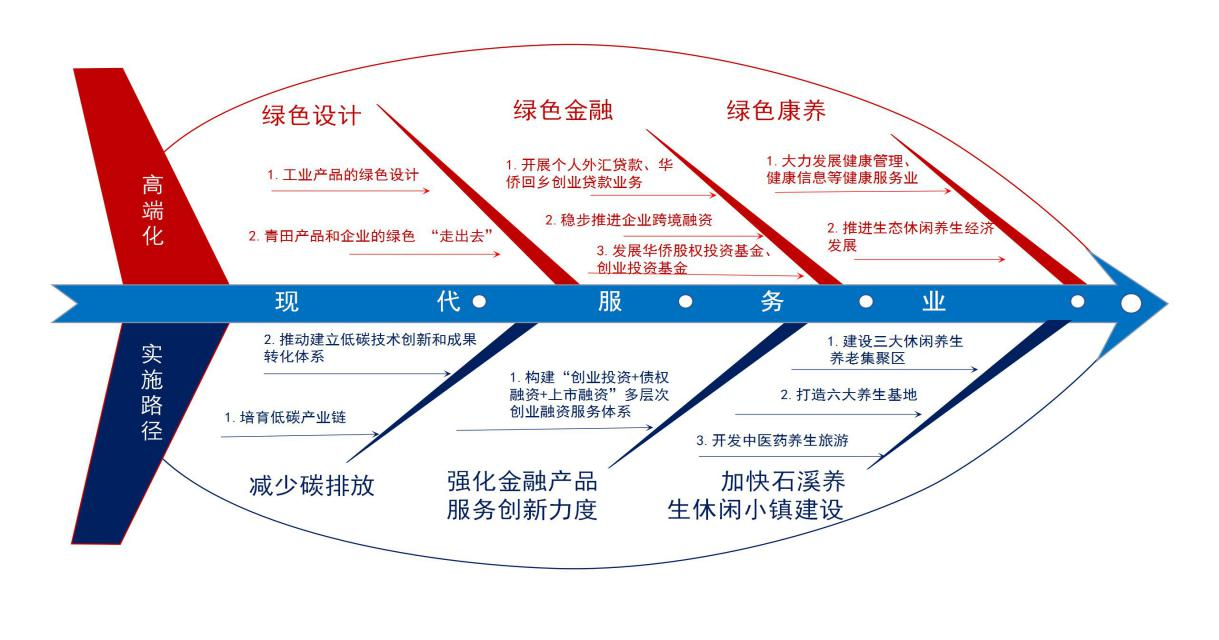 绿色设计
绿色金融
绿色康养
1. 工业产品的绿色设计
2. 青田产品和企业的绿色 “走出去”
1. 开展个人外汇贷款、华
侨回乡创业贷款业务
2. 稳步推进企业跨境融资
3. 发展华侨股权投资基金、
创业投资基金
1. 大力发展健康管理、
健康信息等健康服务业
2. 推进生态休闲养生经济
发展
高端化
现代服务业
实施路径
2. 推动建立低碳技术创新和成果
转化体系
1. 培育低碳产业链
减少碳排放
1. 构建“创业投资+债权
融资+上市融资”多层次
创业融资服务体系
强化金融产品
服务创新力度
1. 建设三大休闲养生
养老集聚区
2. 打造六大养生基地
3. 开发中医药养生旅游
加快石溪养
生休闲小镇建设